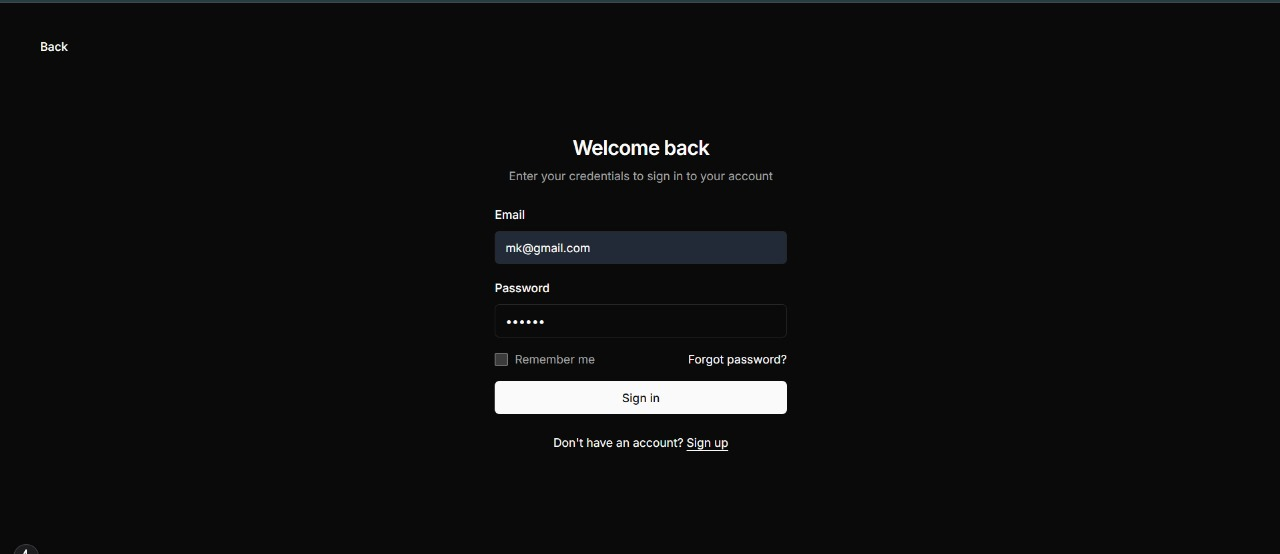 Back
Welcome back
Enter your credentials to sign in to your account
Email
mk@gmail.com
Password
••••••
Remember me Forgot password?
Sign in
Don't have an account? Sign up